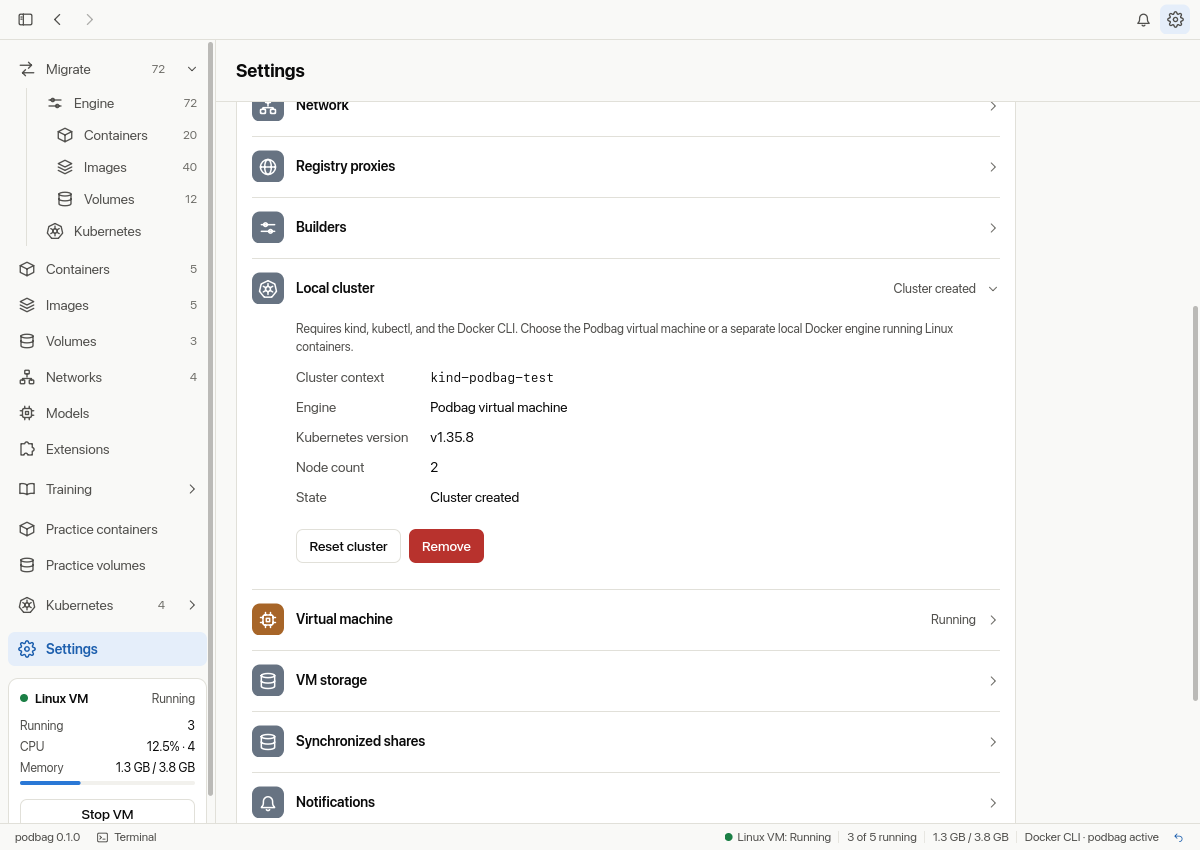 Migrate 72
Engine 72
Containers 20
Images 40
Volumes 12
Kubernetes
Containers 5
Images 5
Volumes 3
Networks 4
Models
Extensions
Training
Practice containers
Practice volumes
Kubernetes 4
Settings
Linux VM Running
Running 3
CPU 12.5% · 4
Memory 1.3 GB / 3.8 GB
Stop VM
Settings
Network
Registry proxies
Builders
Local cluster Cluster created
Requires kind, kubectl, and the Docker CLI. Choose the Podbag virtual machine or a separate local Docker engine running Linux
containers.
Cluster context kind-podbag-test
Engine Podbag virtual machine
Kubernetes version v1.35.8
Node count 2
State Cluster created
Reset cluster Remove
Virtual machine Running
VM storage
Synchronized shares
Notifications
podbag 0.1.0 Terminal Linux VM: Running 3 of 5 running 1.3 GB / 3.8 GB Docker CLI · podbag active